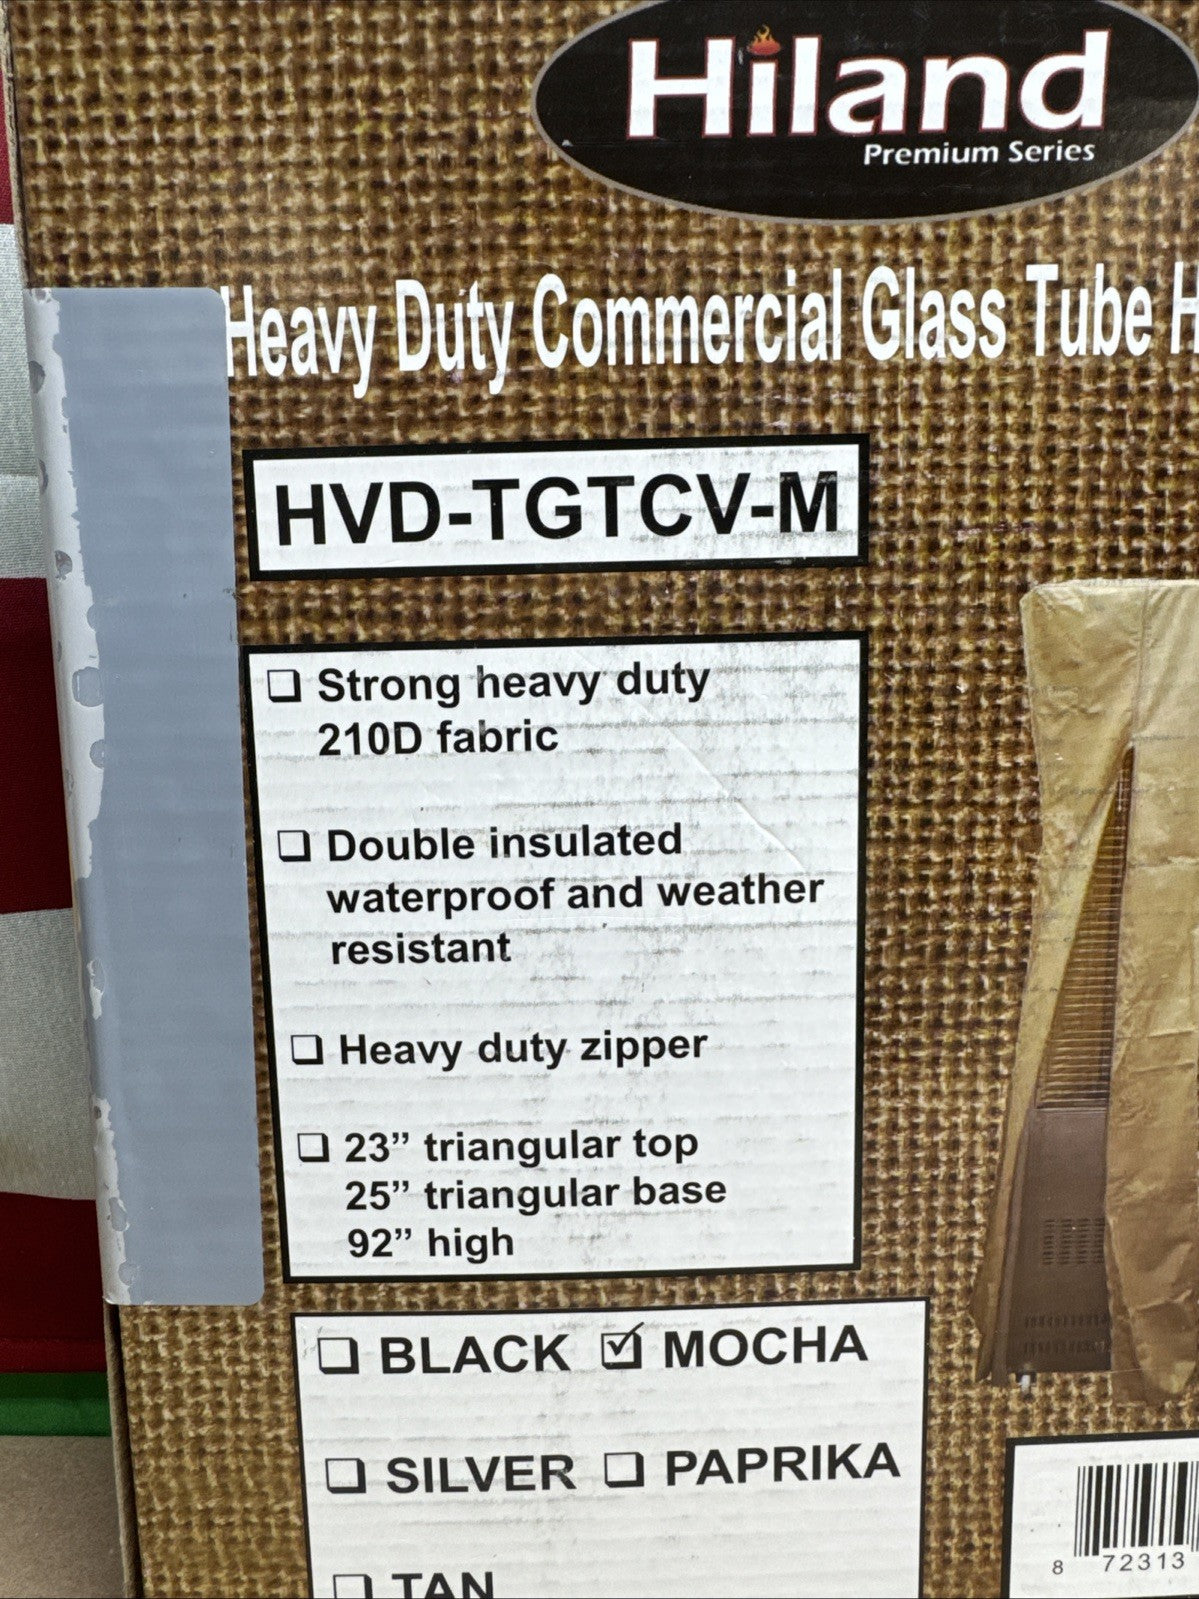 Hiland
Premium Series
Heavy Duty Commercial Glass Tube
HVD-TGTCV-M
❑ Strong heavy duty
210D fabric
❑ Double insulated
waterproof and weather
resistant
❑ Heavy duty zipper
❑ 23” triangular top
25” triangular base
92” high
❑ BLACK ☑ MOCHA
❑ SILVER ❑ PAPRIKA
❑ TAN
8 72313